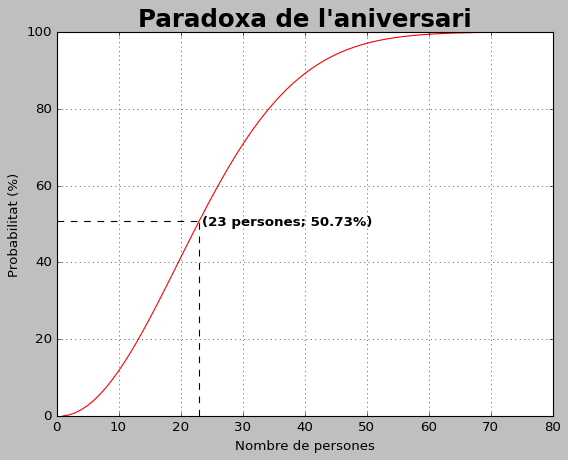 Paradoxa de l'aniversari
100
80
60
40
20
0
Probabilitat (%)
(23 persones; 50.73%)
0 10 20 30 40 50 60 70 80
Nombre de persones